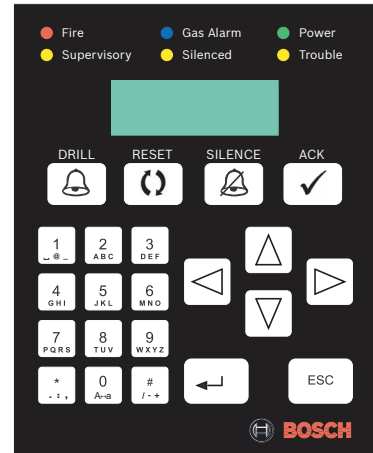 Fire Gas Alarm Power
Supervisory Silenced Trouble
DRILL RESET SILENCE ACK
1 2 3
␣ @ _ ABC DEF
4 5 6
GHI JKL MNO
7 8 9
PQRS TUV WXYZ
* 0 #
. : , A↔a / - +
ESC
BOSCH